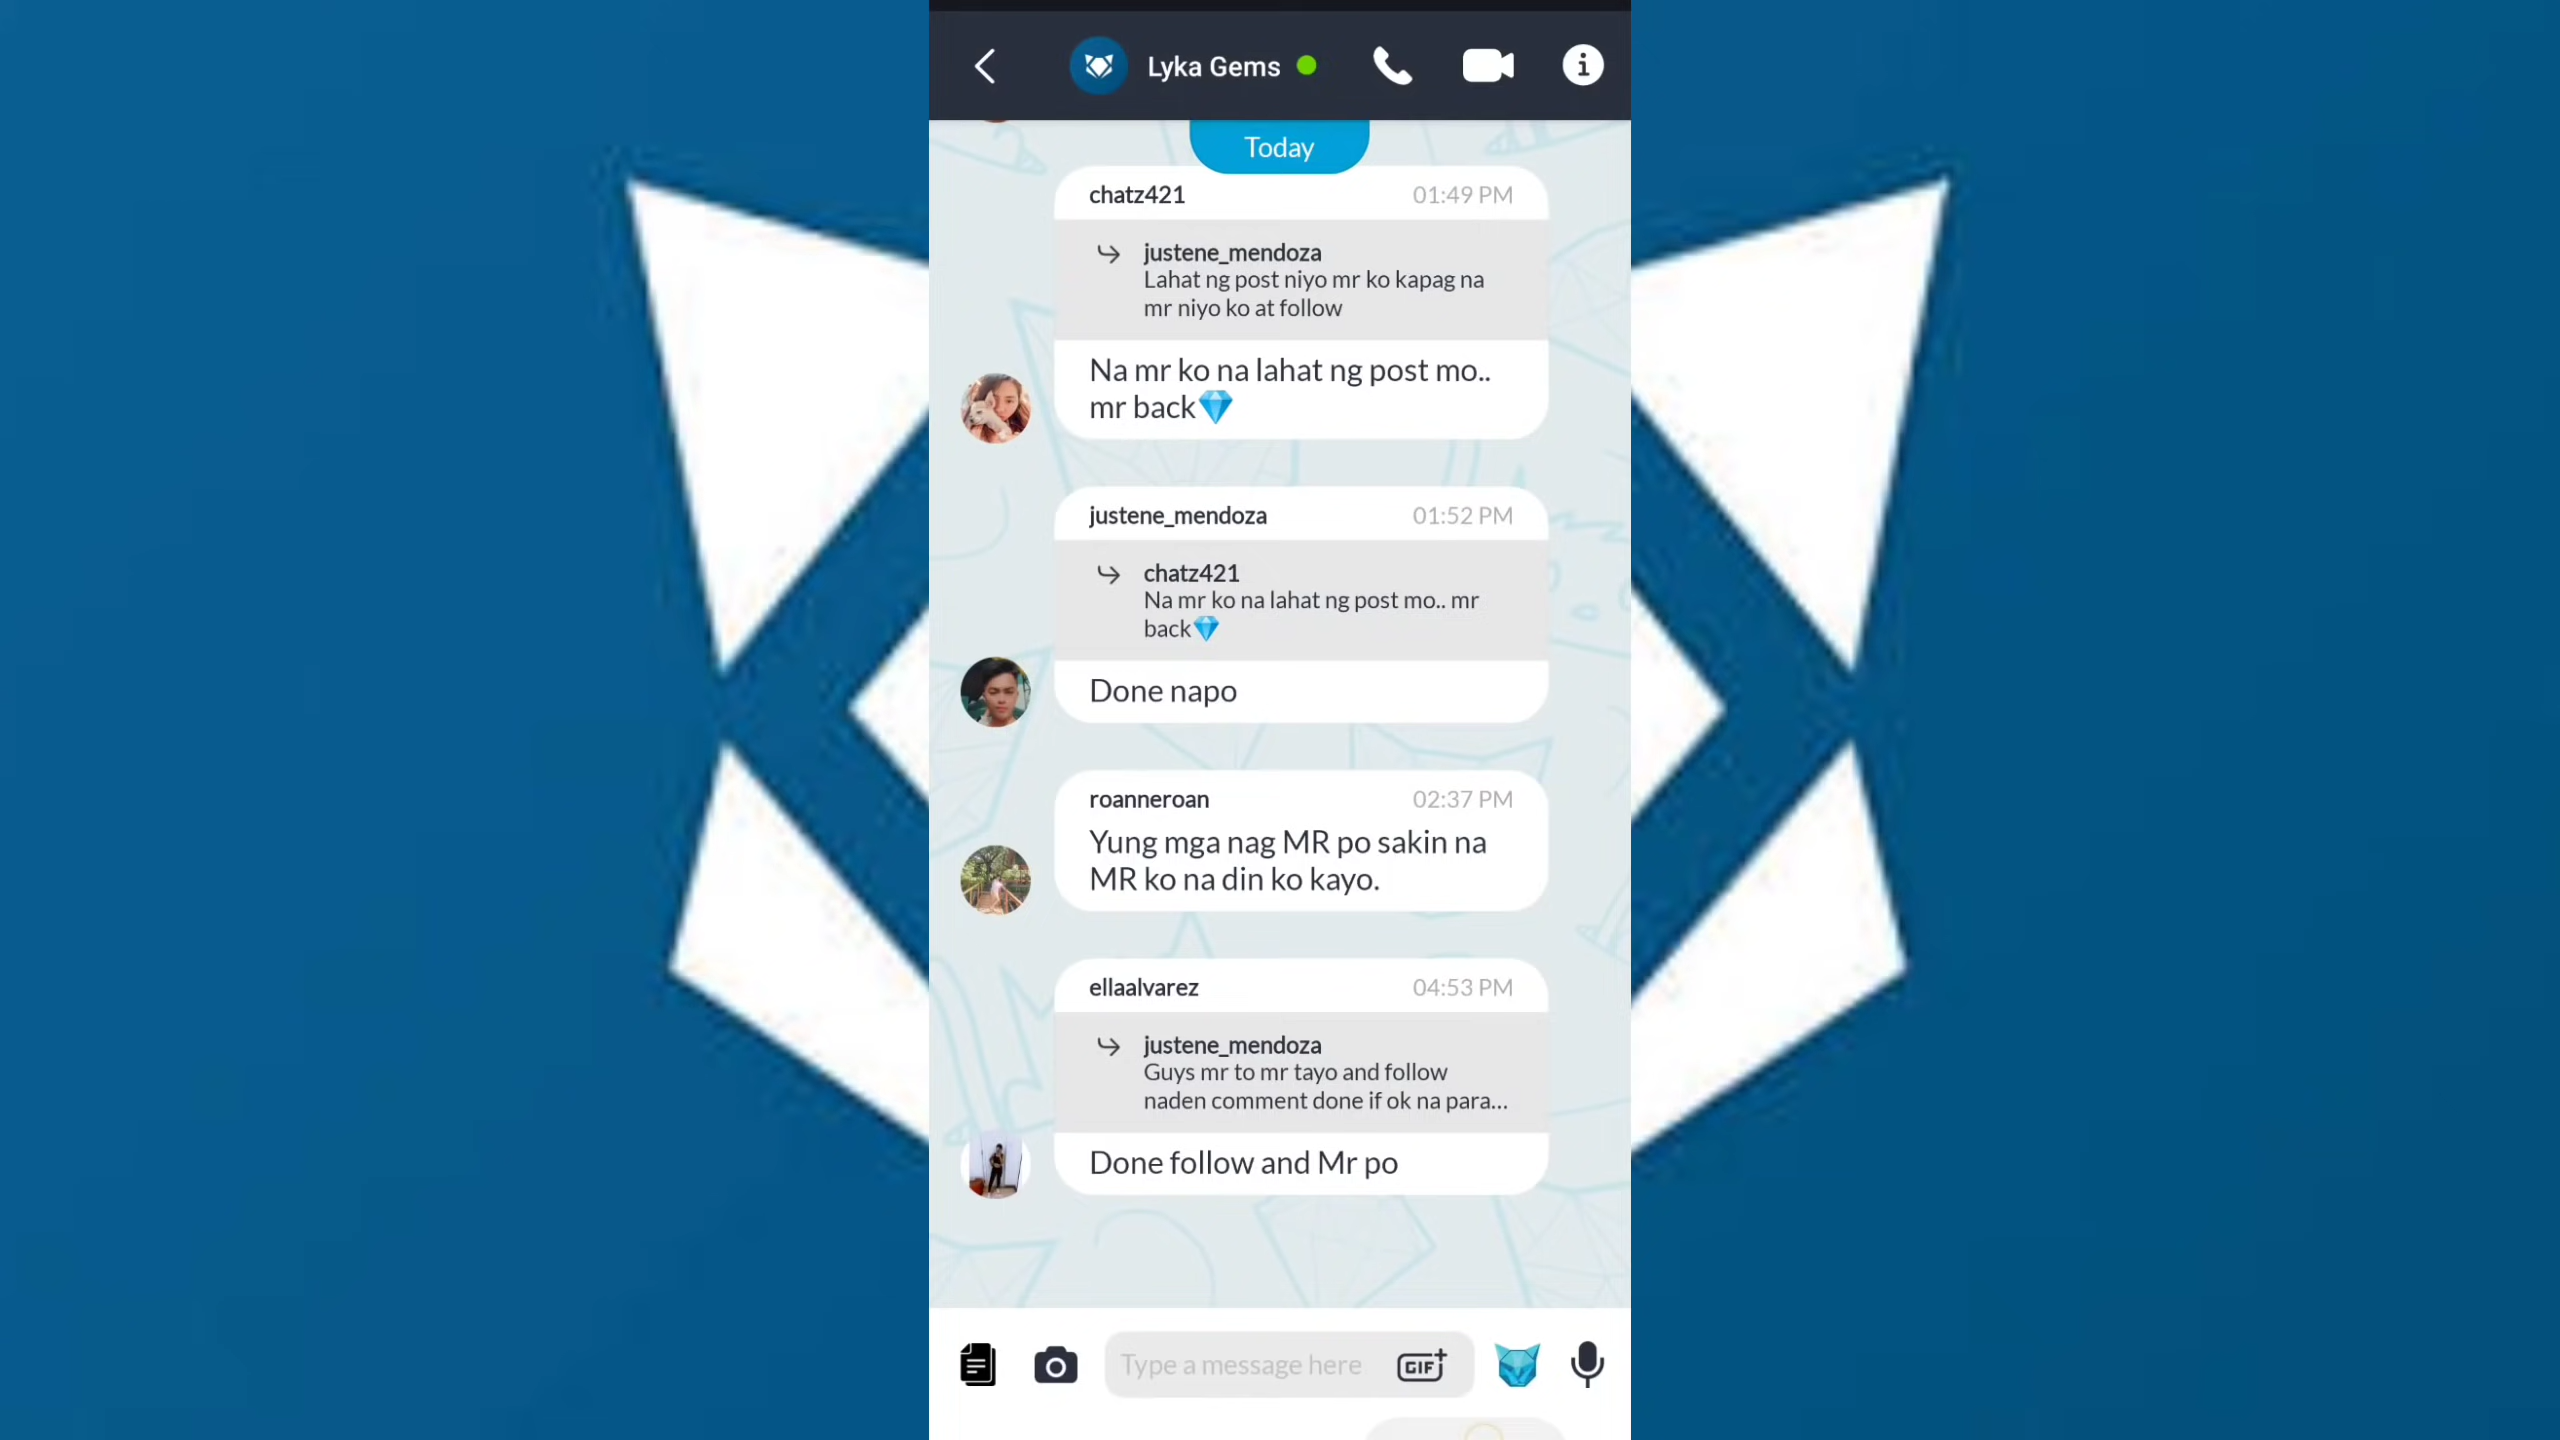 Lyka Gems
Today
chatz421 01:49 PM
justene_mendoza
Lahat ng post niyo mr ko kapag na
mr niyo ko at follow
Na mr ko na lahat ng post mo..
mr back💎
justene_mendoza 01:52 PM
chatz421
Na mr ko na lahat ng post mo.. mr
back💎
Done napo
roanneroan 02:37 PM
Yung mga nag MR po sakin na
MR ko na din ko kayo.
ellaalvarez 04:53 PM
justene_mendoza
Guys mr to mr tayo and follow
naden comment done if ok na para...
Done follow and Mr po
Type a message here GIF+